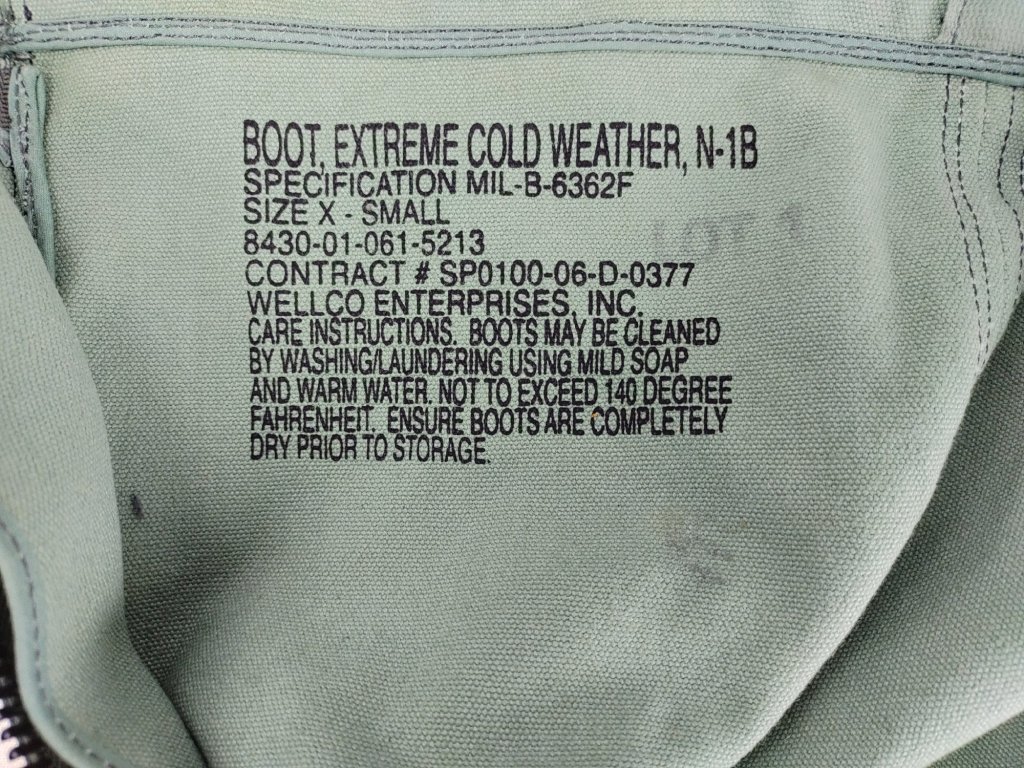 BOOT, EXTREME COLD WEATHER, N-1B
SPECIFICATION MIL-B-6362F
SIZE X - SMALL
8430-01-061-5213
CONTRACT # SP0100-06-D-0377
WELLCO ENTERPRISES, INC.
CARE INSTRUCTIONS. BOOTS MAY BE CLEANED
BY WASHING/LAUNDERING USING MILD SOAP
AND WARM WATER. NOT TO EXCEED 140 DEGREE
FAHRENHEIT. ENSURE BOOTS ARE COMPLETELY
DRY PRIOR TO STORAGE.